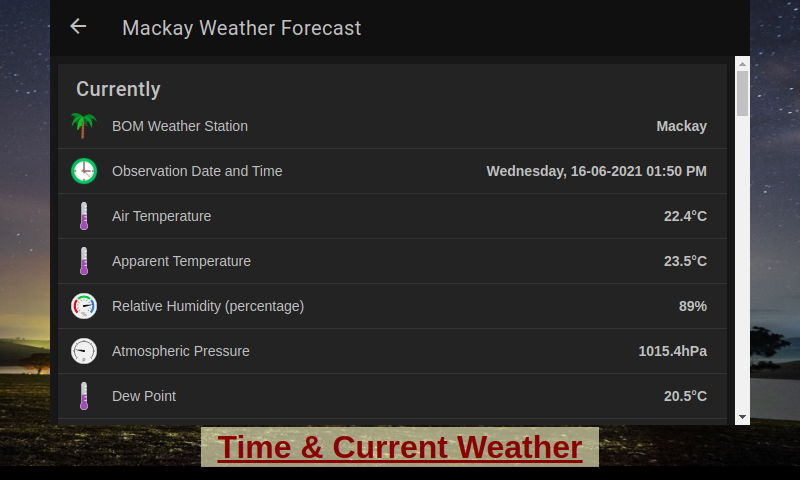 Mackay Weather Forecast
Currently
BOM Weather Station Mackay
Observation Date and Time Wednesday, 16-06-2021 01:50 PM
Air Temperature 22.4°C
Apparent Temperature 23.5°C
Relative Humidity (percentage) 89%
Atmospheric Pressure 1015.4hPa
Dew Point 20.5°C
Time & Current Weather